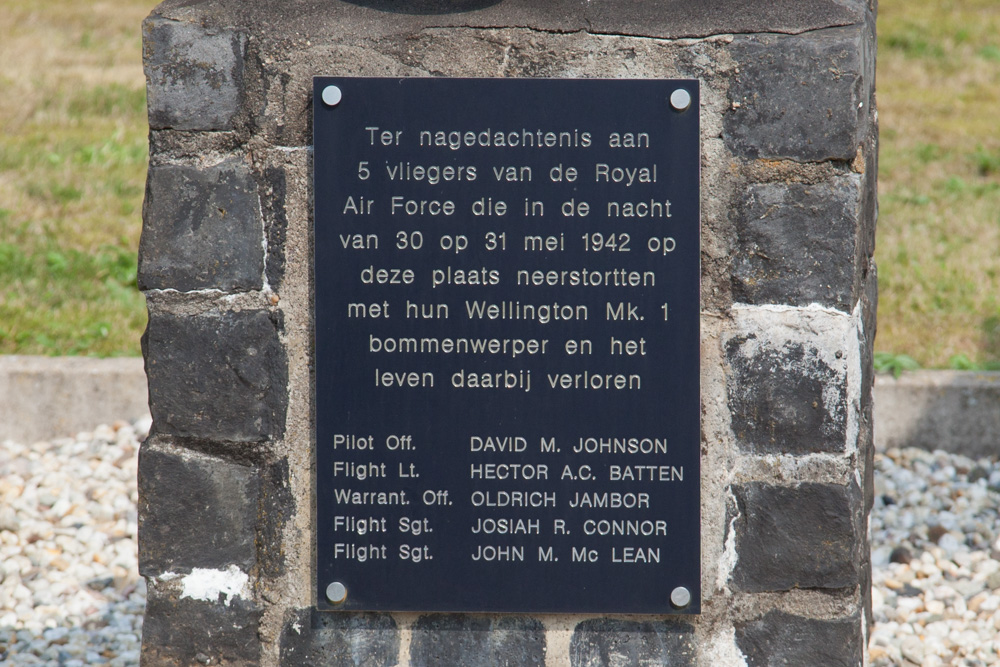 Ter nagedachtenis aan
5 vliegers van de Royal
Air Force die in de nacht
van 30 op 31 mei 1942 op
deze plaats neerstortten
met hun Wellington Mk. 1
bommenwerper en het
leven daarbij verloren
Pilot Off. DAVID M. JOHNSON
Flight Lt. HECTOR A.C. BATTEN
Warrant. Off. OLDRICH JAMBOR
Flight Sgt. JOSIAH R. CONNOR
Flight Sgt. JOHN M. Mc LEAN